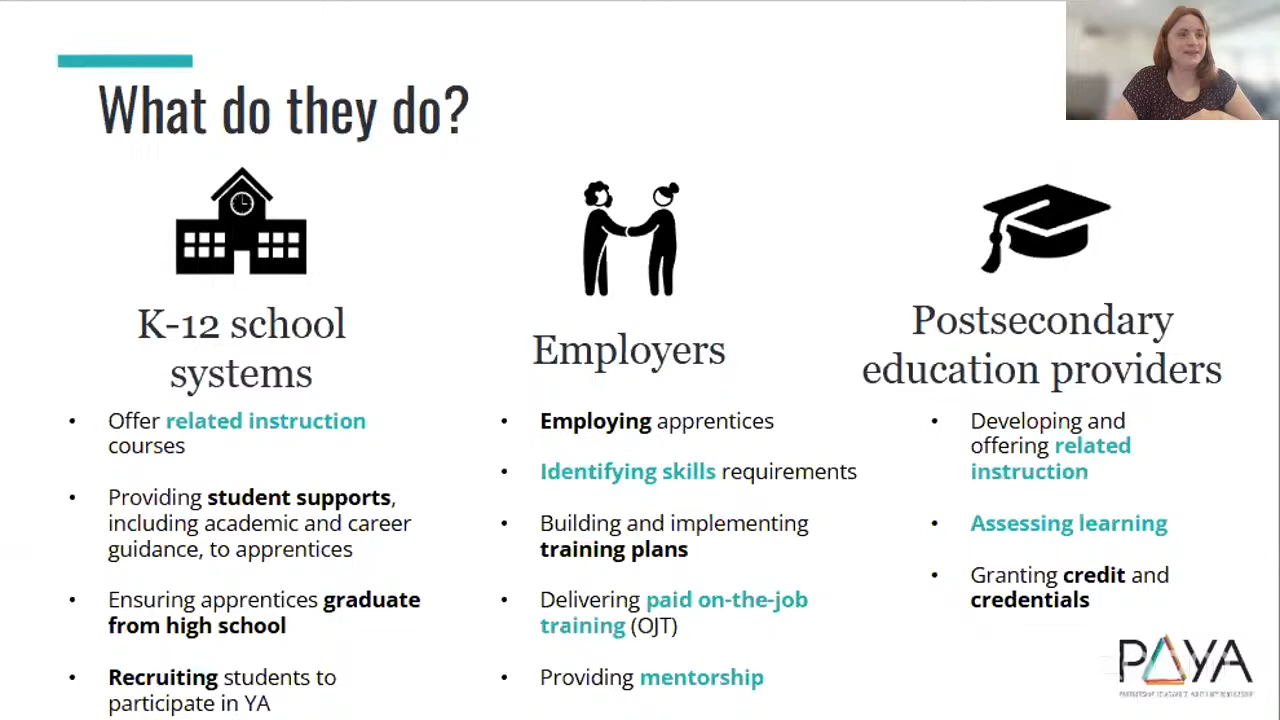 What do they do?
K-12 school
systems
• Offer related instruction
courses
• Providing student supports,
including academic and career
guidance, to apprentices
• Ensuring apprentices graduate
from high school
• Recruiting students to
participate in YA
Employers
• Employing apprentices
• Identifying skills requirements
• Building and implementing
training plans
• Delivering paid on-the-job
training (OJT)
• Providing mentorship
Postsecondary
education providers
• Developing and
offering related
instruction
• Assessing learning
• Granting credit and
credentials
PAYA